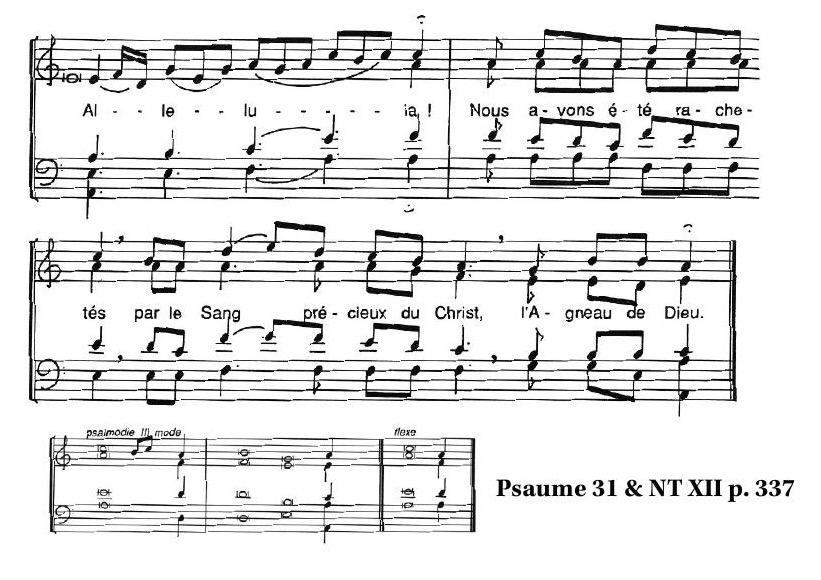 Al - - le - - lu - - - - - ia, ! Nous a - vons é - té ra - che -
tés par le Sang pré - cieux du Christ, l'A - gneau de Dieu.
psalmodie III mode flexe
Psaume 31 & NT XII p. 337